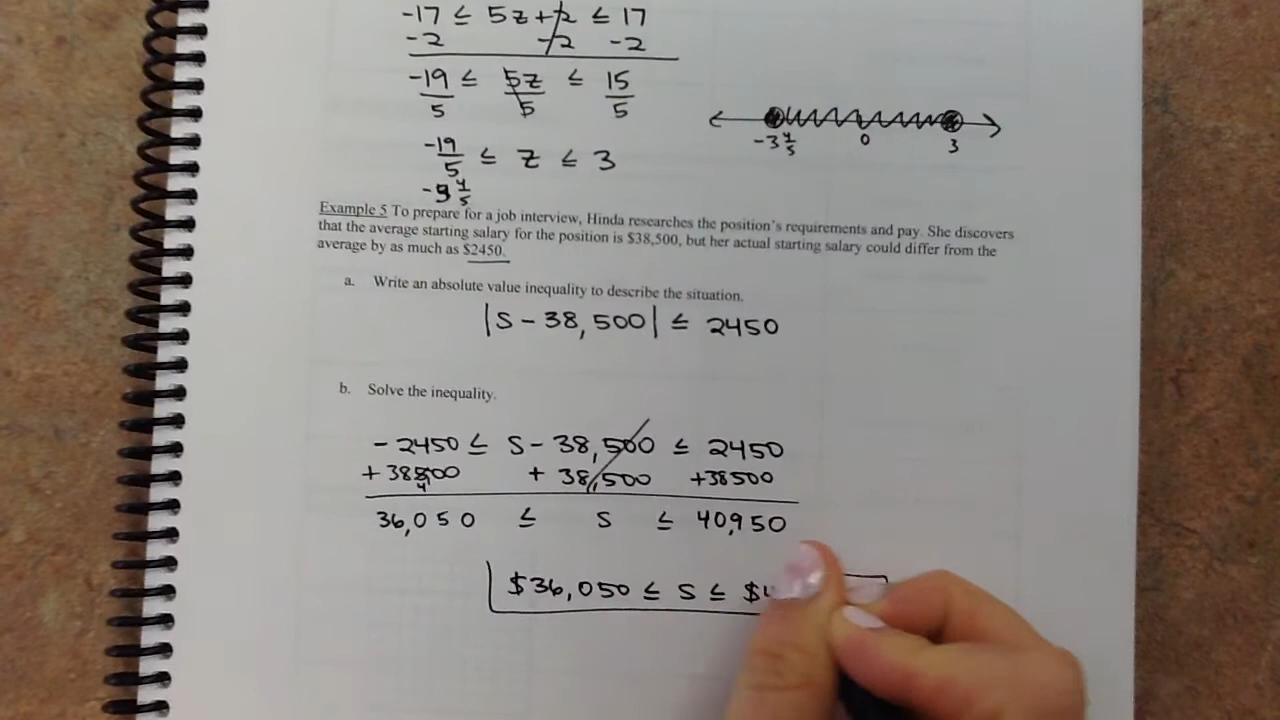 -17 ≤ 5z+2 ≤ 17
-2 -2 -2
-19/5 ≤ 5z/5 ≤ 15/5
-19/5 ≤ z ≤ 3
-3 4/5 0 3
-9 4/5
Example 5 To prepare for a job interview, Hinda researches the position's requirements and pay. She discovers
that the average starting salary for the position is $38,500, but her actual starting salary could differ from the
average by as much as $2450.
a. Write an absolute value inequality to describe the situation.
|S - 38,500| ≤ 2450
b. Solve the inequality.
-2450 ≤ S - 38,500 ≤ 2450
+ 38500 + 38,500 +38500
36,050 ≤ S ≤ 40,950
$36,050 ≤ S ≤ $